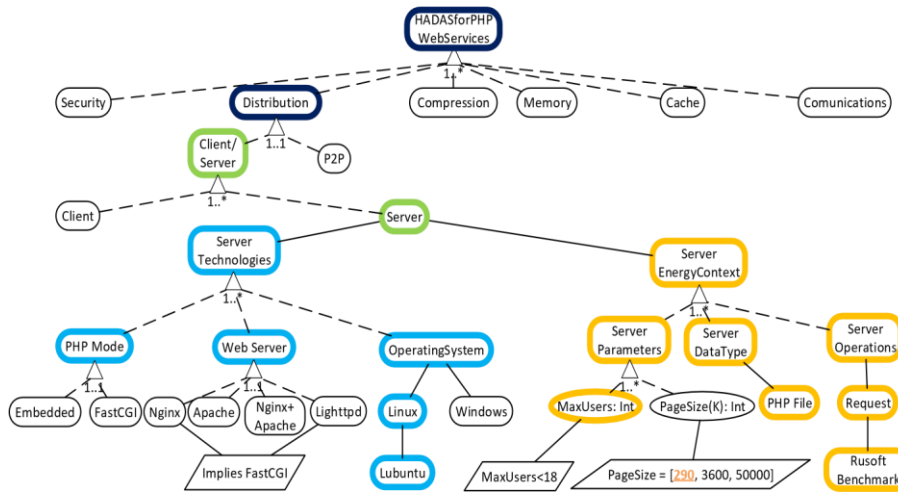 HADASforPHP
WebServices
1..*
Security
Distribution
Compression
Memory
Cache
Comunications
1..1
Client/
Server
P2P
1..*
Client
Server
Server
Technologies
Server
EnergyContext
1..*
1..*
PHP Mode
Web Server
OperatingSystem
Server
Parameters
Server
DataType
Server
Operations
1..1
1..1
1..*
Embedded
FastCGI
Nginx
Apache
Nginx+
Apache
Lighttpd
Linux
Windows
MaxUsers: Int
PageSize(K): Int
PHP File
Request
Implies FastCGI
Lubuntu
MaxUsers<18
PageSize = [290, 3600, 50000]
Rusoft
Benchmark